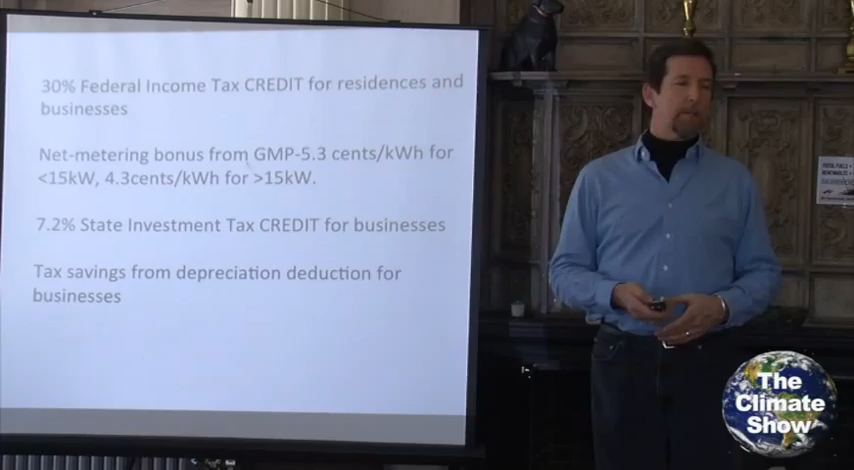 30% Federal Income Tax CREDIT for residences and
businesses
Net-metering bonus from GMP-5.3 cents/kWh for
<15kW, 4.3cents/kWh for >15kW.
7.2% State Investment Tax CREDIT for businesses
Tax savings from depreciation deduction for
businesses
The
Climate
Show